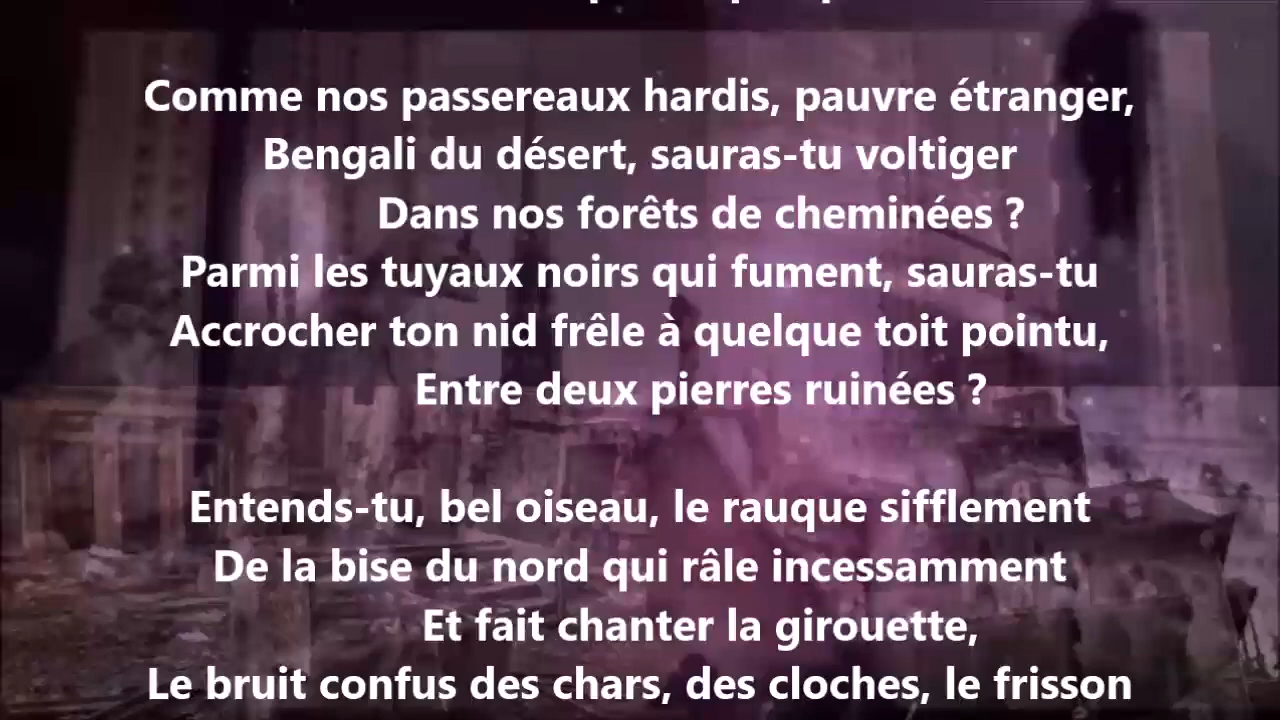 Comme nos passereaux hardis, pauvre étranger,
Bengali du désert, sauras-tu voltiger
Dans nos forêts de cheminées ?
Parmi les tuyaux noirs qui fument, sauras-tu
Accrocher ton nid frêle à quelque toit pointu,
Entre deux pierres ruinées ?
Entends-tu, bel oiseau, le rauque sifflement
De la bise du nord qui râle incessamment
Et fait chanter la girouette,
Le bruit confus des chars, des cloches, le frisson